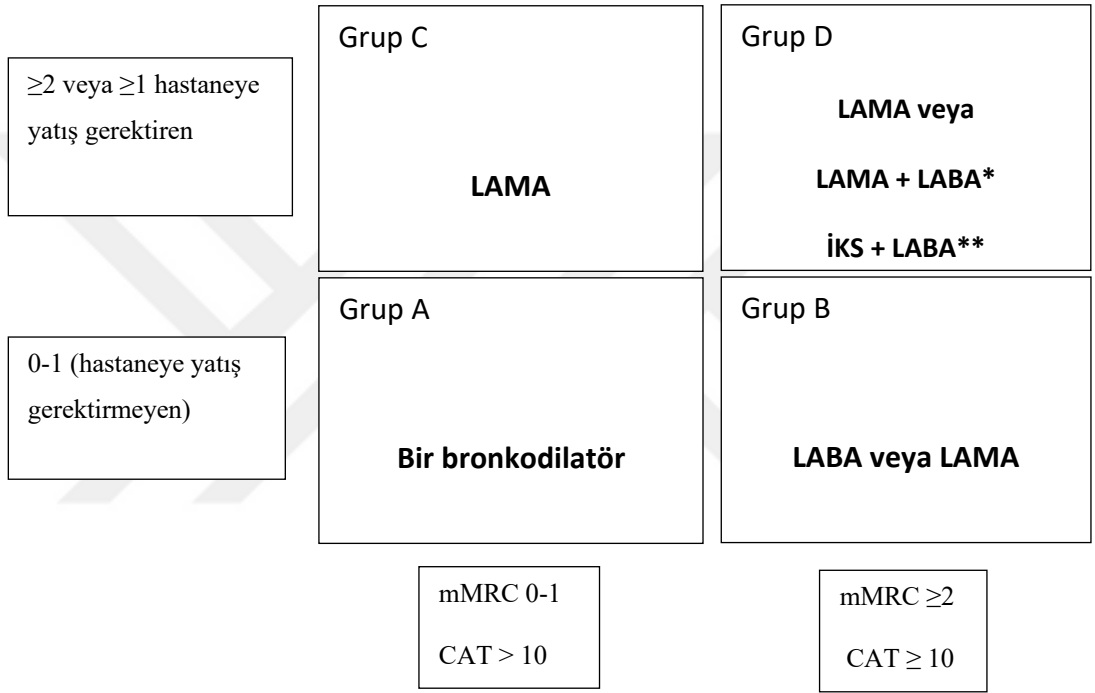 Grup C
Grup D
≥2 veya ≥1 hastaneye
yatış gerektiren
LAMA
LAMA veya
LAMA + LABA*
İKS + LABA**
Grup A
Grup B
0-1 (hastaneye yatış
gerektirmeyen)
Bir bronkodilatör
LABA veya LAMA
mMRC 0-1
CAT > 10
mMRC ≥2
CAT ≥ 10